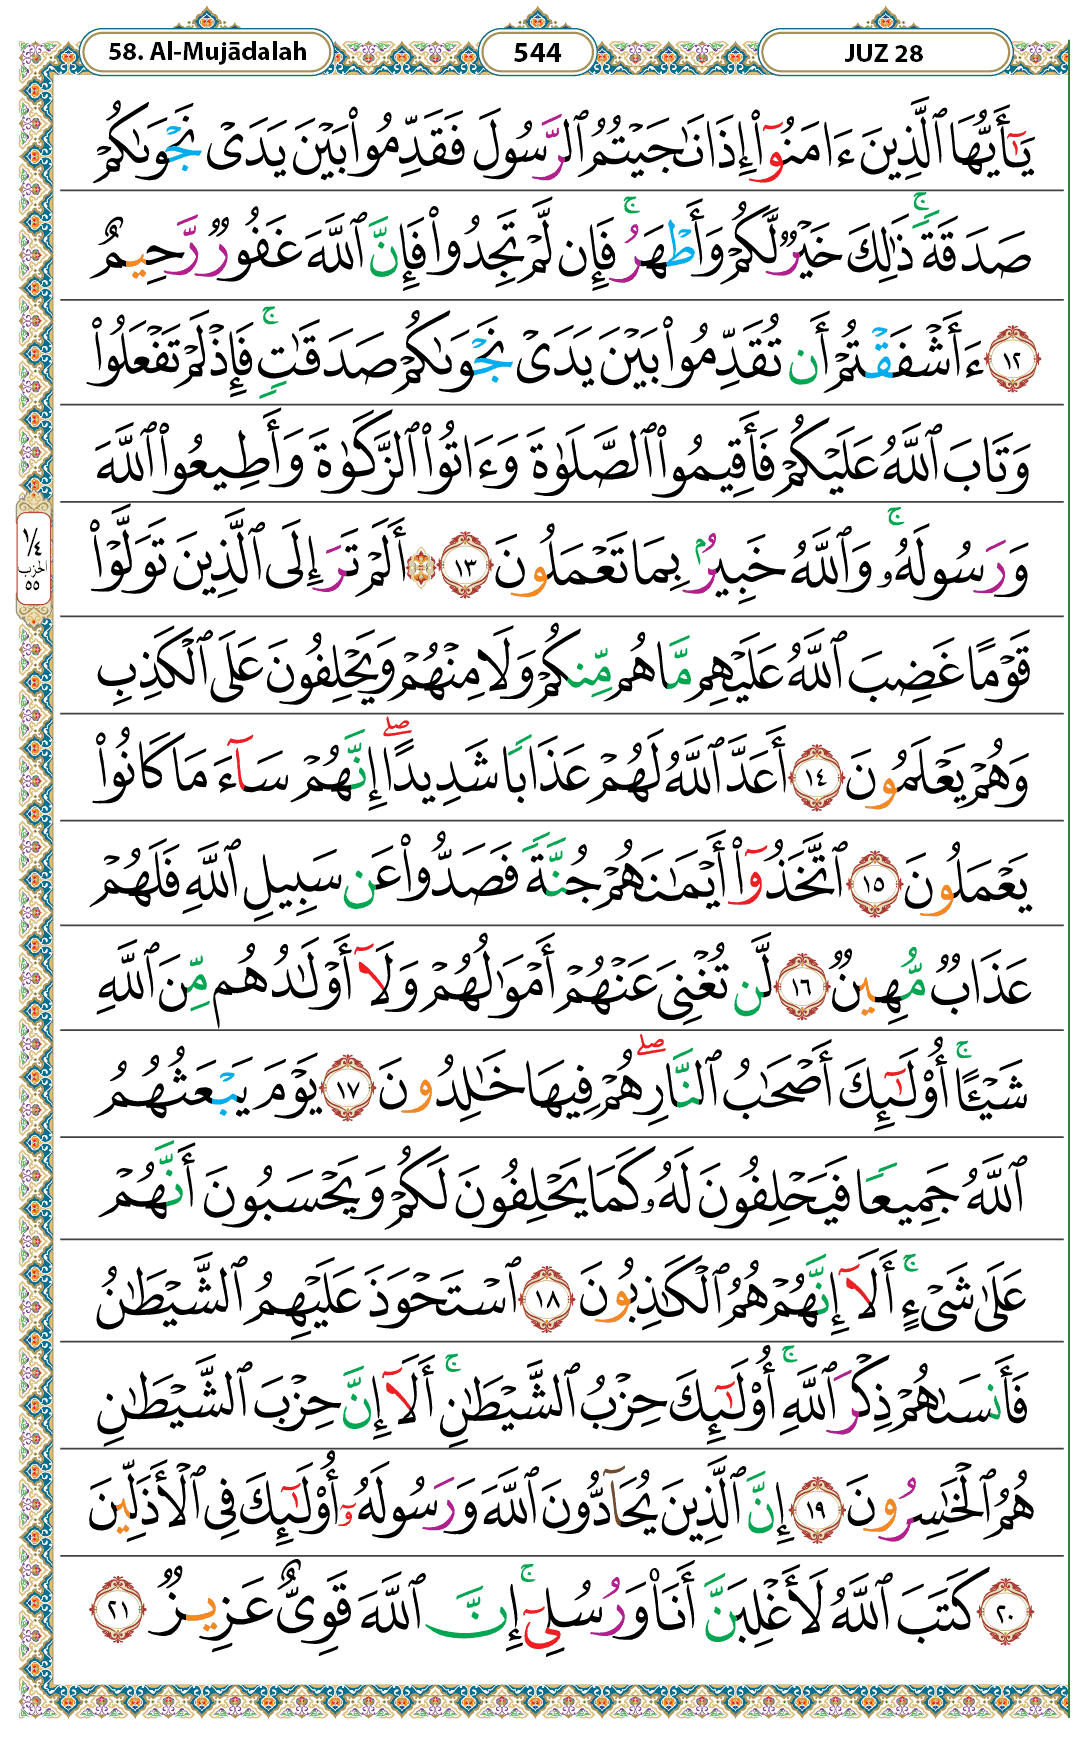 58. Al-Mujādalah
544
JUZ 28
يَٰٓأَيُّهَا ٱلَّذِينَ ءَامَنُوٓا۟ إِذَا نَٰجَيْتُمُ ٱلرَّسُولَ فَقَدِّمُوا۟ بَيْنَ يَدَىْ نَجْوَىٰكُمْ
صَدَقَةً ۚ ذَٰلِكَ خَيْرٌ لَّكُمْ وَأَطْهَرُ ۚ فَإِن لَّمْ تَجِدُوا۟ فَإِنَّ ٱللَّهَ غَفُورٌ رَّحِيمٌ
١٢ ءَأَشْفَقْتُمْ أَن تُقَدِّمُوا۟ بَيْنَ يَدَىْ نَجْوَىٰكُمْ صَدَقَٰتٍ ۚ فَإِذْ لَمْ تَفْعَلُوا۟
وَتَابَ ٱللَّهُ عَلَيْكُمْ فَأَقِيمُوا۟ ٱلصَّلَوٰةَ وَءَاتُوا۟ ٱلزَّكَوٰةَ وَأَطِيعُوا۟ ٱللَّهَ
وَرَسُولَهُۥ ۚ وَٱللَّهُ خَبِيرٌۢ بِمَا تَعْمَلُونَ ١٣ ۞ أَلَمْ تَرَ إِلَى ٱلَّذِينَ تَوَلَّوْا۟
قَوْمًا غَضِبَ ٱللَّهُ عَلَيْهِم مَّا هُم مِّنكُمْ وَلَا مِنْهُمْ وَيَحْلِفُونَ عَلَى ٱلْكَذِبِ
وَهُمْ يَعْلَمُونَ ١٤ أَعَدَّ ٱللَّهُ لَهُمْ عَذَابًا شَدِيدًا ۖ إِنَّهُمْ سَآءَ مَا كَانُوا۟
يَعْمَلُونَ ١٥ ٱتَّخَذُوٓا۟ أَيْمَٰنَهُمْ جُنَّةً فَصَدُّوا۟ عَن سَبِيلِ ٱللَّهِ فَلَهُمْ
عَذَابٌ مُّهِينٌ ١٦ لَّن تُغْنِىَ عَنْهُمْ أَمْوَٰلُهُمْ وَلَآ أَوْلَٰدُهُم مِّنَ ٱللَّهِ
شَيْـًٔا ۚ أُو۟لَٰٓئِكَ أَصْحَٰبُ ٱلنَّارِ ۖ هُمْ فِيهَا خَٰلِدُونَ ١٧ يَوْمَ يَبْعَثُهُمُ
ٱللَّهُ جَمِيعًا فَيَحْلِفُونَ لَهُۥ كَمَا يَحْلِفُونَ لَكُمْ وَيَحْسَبُونَ أَنَّهُمْ
عَلَىٰ شَىْءٍ ۚ أَلَآ إِنَّهُمْ هُمُ ٱلْكَٰذِبُونَ ١٨ ٱسْتَحْوَذَ عَلَيْهِمُ ٱلشَّيْطَٰنُ
فَأَنسَىٰهُمْ ذِكْرَ ٱللَّهِ ۚ أُو۟لَٰٓئِكَ حِزْبُ ٱلشَّيْطَٰنِ ۚ أَلَآ إِنَّ حِزْبَ ٱلشَّيْطَٰنِ
هُمُ ٱلْخَٰسِرُونَ ١٩ إِنَّ ٱلَّذِينَ يُحَآدُّونَ ٱللَّهَ وَرَسُولَهُۥٓ أُو۟لَٰٓئِكَ فِى ٱلْأَذَلِّينَ
٢٠ كَتَبَ ٱللَّهُ لَأَغْلِبَنَّ أَنَا۠ وَرُسُلِىٓ ۚ إِنَّ ٱللَّهَ قَوِىٌّ عَزِيزٌ ٢١
١/٤
الحزب
٥٥